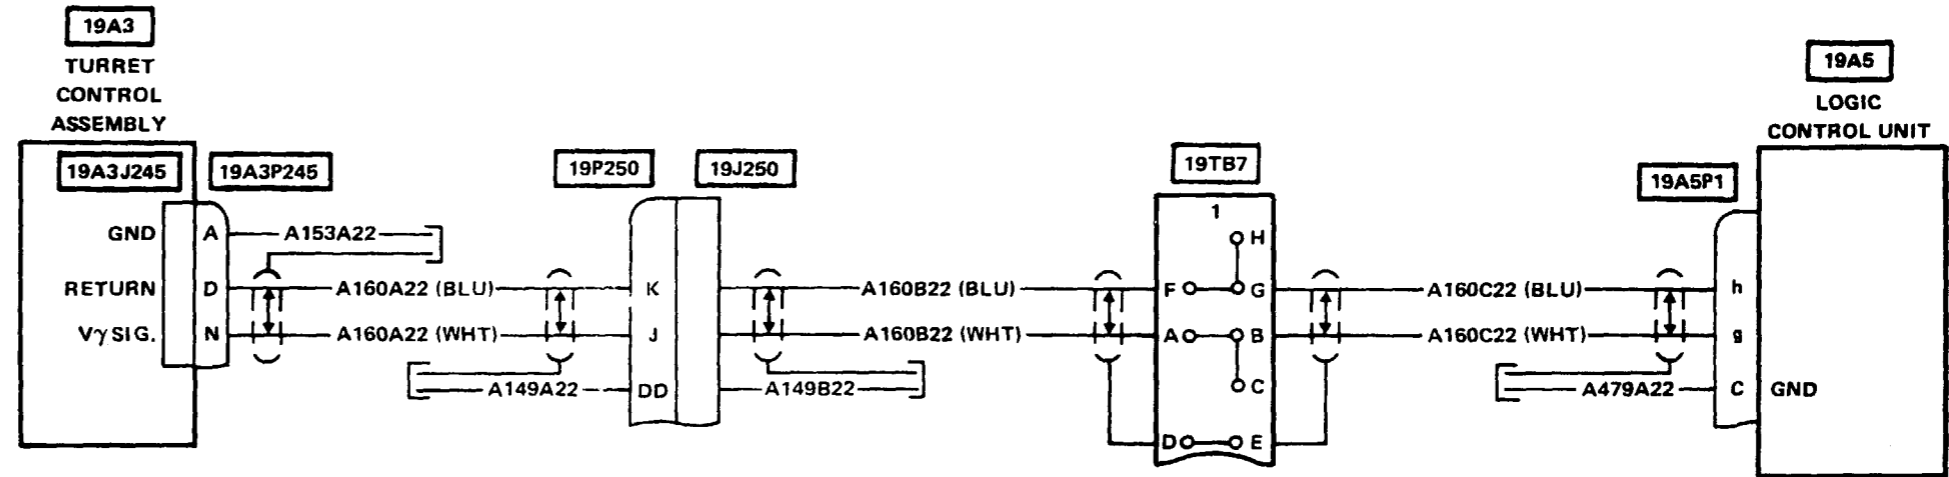 19A3
TURRET
CONTROL
ASSEMBLY
19A3J245
19A3P245
19P250
19J250
19TB7
19A5P1
19A5
LOGIC
CONTROL UNIT
1
GND A A153A22
H
RETURN D A160A22 (BLU) K A160B22 (BLU) F G A160C22 (BLU) h
VγSIG. N A160A22 (WHT) J A160B22 (WHT) A B A160C22 (WHT) g
A149A22 DD A149B22 C A479A22 C GND
D E